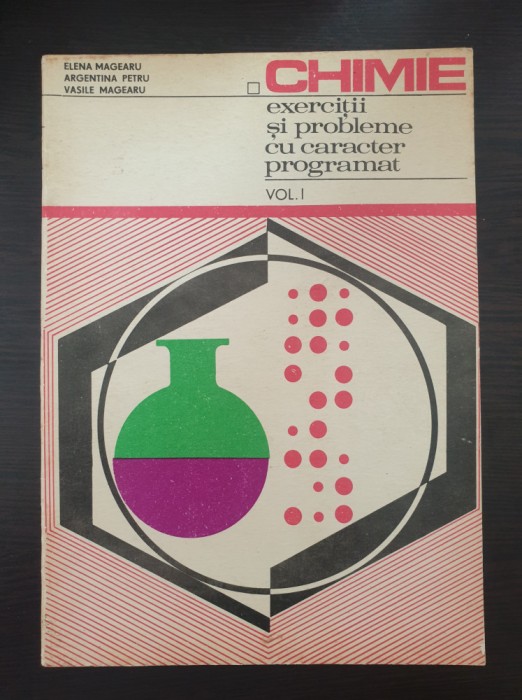 ELENA MAGEARU
ARGENTINA PETRU
VASILE MAGEARU
CHIMIE
exerciții
și probleme
cu caracter
programat
VOL. I